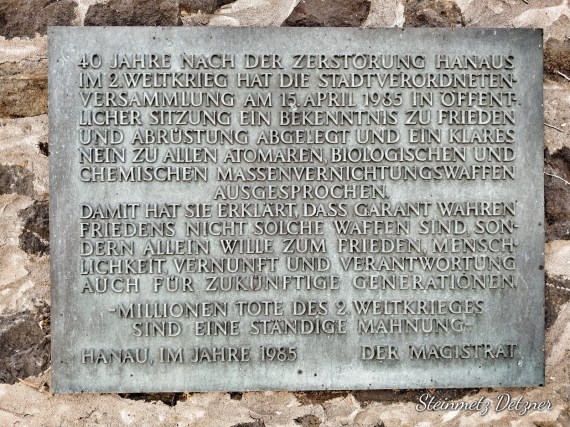 40 JAHRE NACH DER ZERSTÖRUNG HANAUS
IM 2. WELTKRIEG HAT DIE STADTVERORDNETEN-
VERSAMMLUNG AM 15. APRIL 1985 IN ÖFFENT-
LICHER SITZUNG EIN BEKENNTNIS ZU FRIEDEN
UND ABRÜSTUNG ABGELEGT UND EIN KLARES
NEIN ZU ALLEN ATOMAREN, BIOLOGISCHEN UND
CHEMISCHEN MASSENVERNICHTUNGSWAFFEN
AUSGESPROCHEN.
DAMIT HAT SIE ERKLÄRT, DASS GARANT WAHREN
FRIEDENS NICHT SOLCHE WAFFEN SIND, SON-
DERN ALLEIN WILLE ZUM FRIEDEN, MENSCH-
LICHKEIT, VERNUNFT UND VERANTWORTUNG
AUCH FÜR ZUKÜNFTIGE GENERATIONEN.
-MILLIONEN TOTE DES 2. WELTKRIEGES
SIND EINE STÄNDIGE MAHNUNG-
HANAU, IM JAHRE 1985 DER MAGISTRAT
Steinmetz Detzner